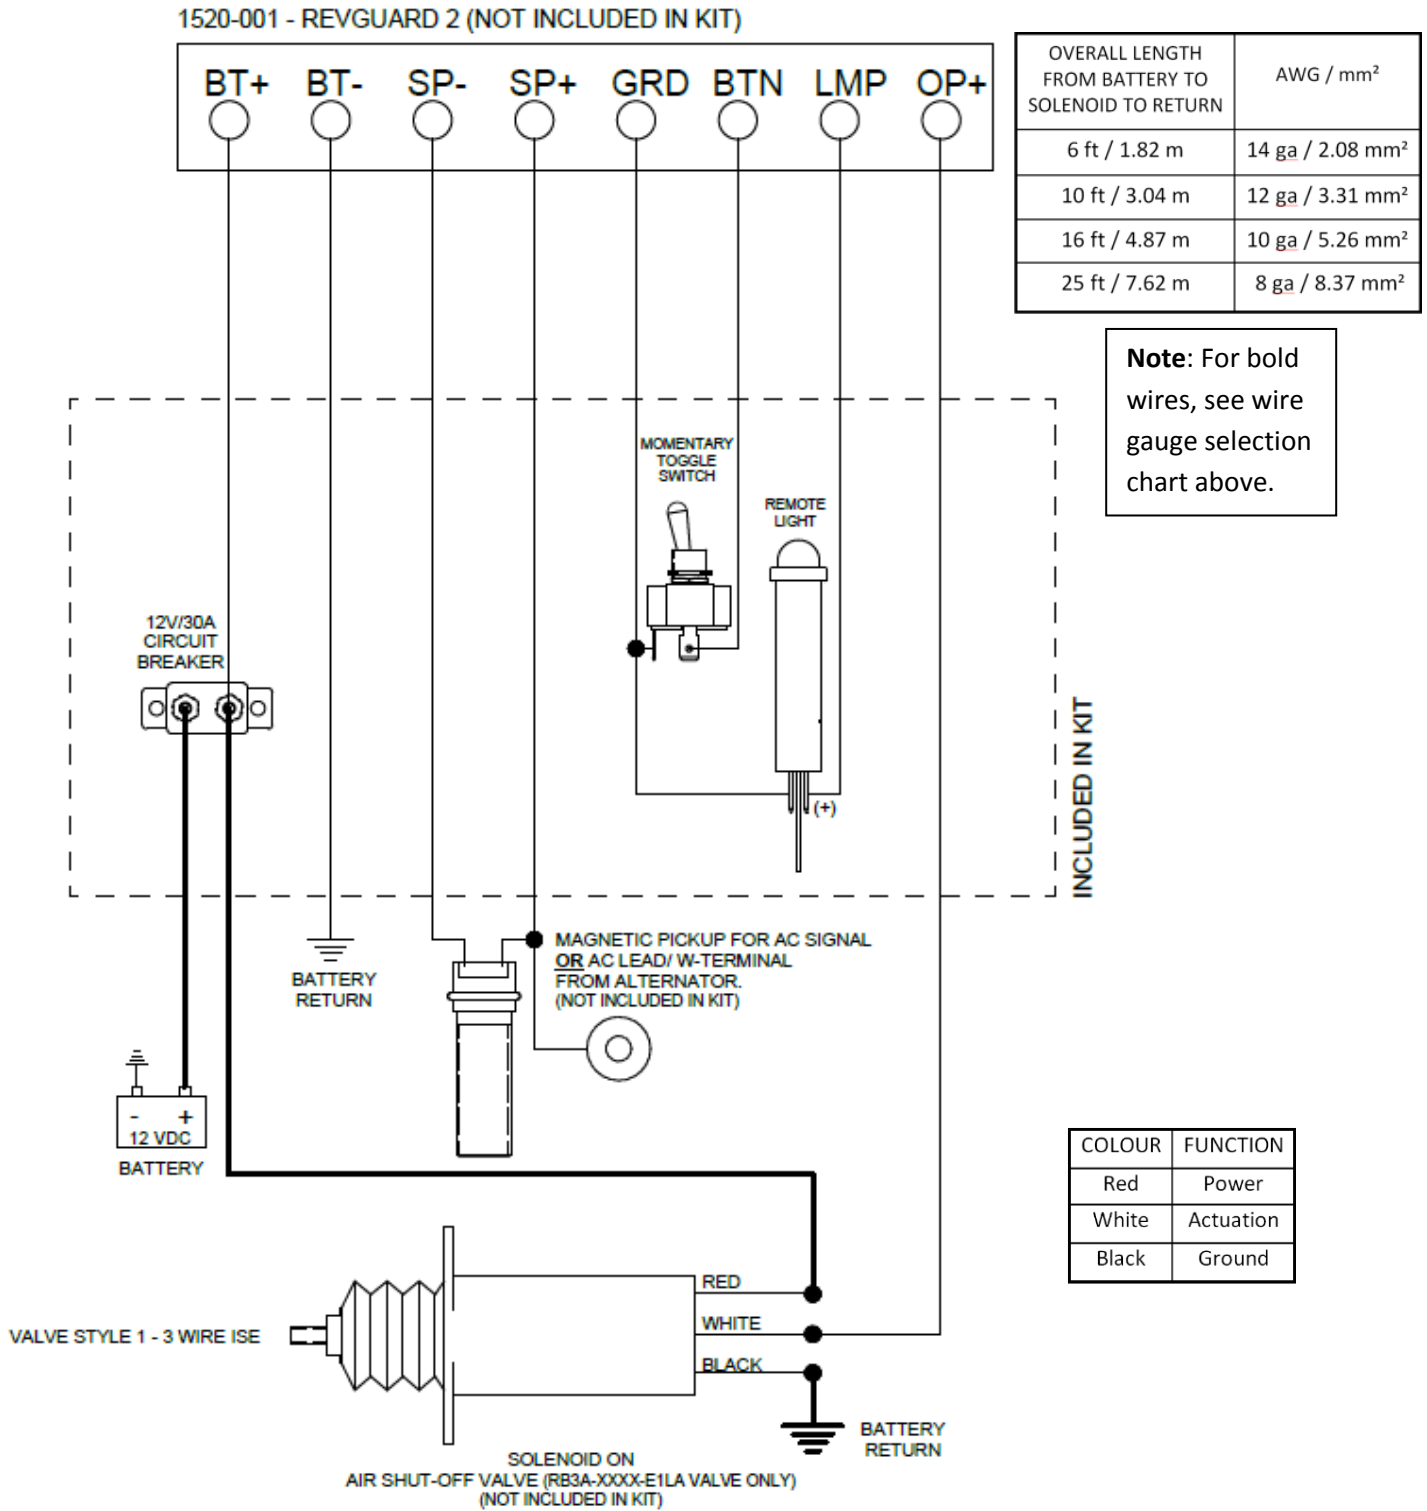 1520-001 - REVGUARD 2 (NOT INCLUDED IN KIT)
BT+ BT- SP- SP+ GRD BTN LMP OP+
OVERALL LENGTH
FROM BATTERY TO
SOLENOID TO RETURN
AWG / mm²
6 ft / 1.82 m
14 ga / 2.08 mm²
10 ft / 3.04 m
12 ga / 3.31 mm²
16 ft / 4.87 m
10 ga / 5.26 mm²
25 ft / 7.62 m
8 ga / 8.37 mm²
Note: For bold
wires, see wire
gauge selection
chart above.
MOMENTARY
TOGGLE
SWITCH
REMOTE
LIGHT
12V/30A
CIRCUIT
BREAKER
(+)
INCLUDED IN KIT
BATTERY
RETURN
MAGNETIC PICKUP FOR AC SIGNAL
OR AC LEAD/ W-TERMINAL
FROM ALTERNATOR.
(NOT INCLUDED IN KIT)
- +
12 VDC
BATTERY
COLOUR FUNCTION
Red Power
White Actuation
Black Ground
RED
WHITE
BLACK
VALVE STYLE 1 - 3 WIRE ISE
BATTERY
RETURN
SOLENOID ON
AIR SHUT-OFF VALVE (RB3A-XXXX-E1LA VALVE ONLY)
(NOT INCLUDED IN KIT)